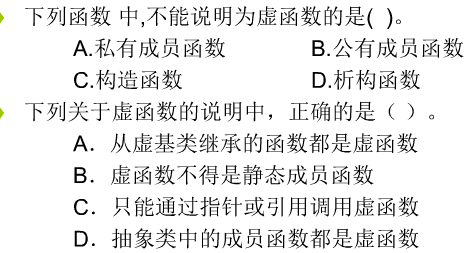 下列函数 中,不能说明为虚函数的是( )。
A.私有成员函数 B.公有成员函数
C.构造函数 D.析构函数
下列关于虚函数的说明中，正确的是（ ）。
A．从虚基类继承的函数都是虚函数
B．虚函数不得是静态成员函数
C．只能通过指针或引用调用虚函数
D．抽象类中的成员函数都是虚函数